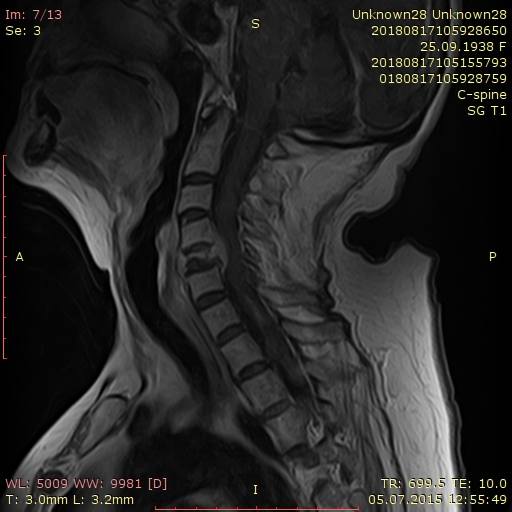 Im: 7/13
Se: 3
Unknown28 Unknown28
20180817105928650
25.09.1938 F
20180817105155793
0180817105928759
C-spine
SG T1
S
A
P
I
WL: 5009 WW: 9981 [D]
T: 3.0mm L: 3.2mm
TR: 699.5 TE: 10.0
05.07.2015 12:55:49